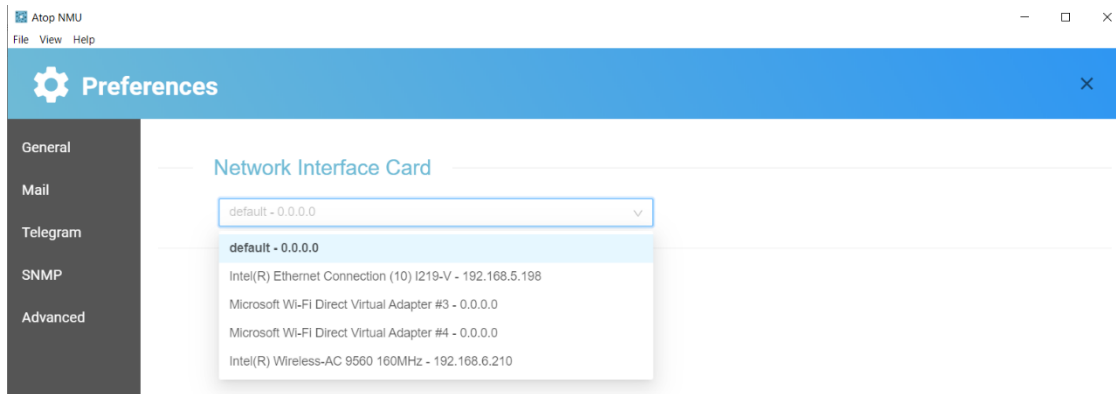 Atop NMU
File View Help
Preferences
General
Mail
Telegram
SNMP
Advanced
Network Interface Card
default - 0.0.0.0
default - 0.0.0.0
Intel(R) Ethernet Connection (10) I219-V - 192.168.5.198
Microsoft Wi-Fi Direct Virtual Adapter #3 - 0.0.0.0
Microsoft Wi-Fi Direct Virtual Adapter #4 - 0.0.0.0
Intel(R) Wireless-AC 9560 160MHz - 192.168.6.210